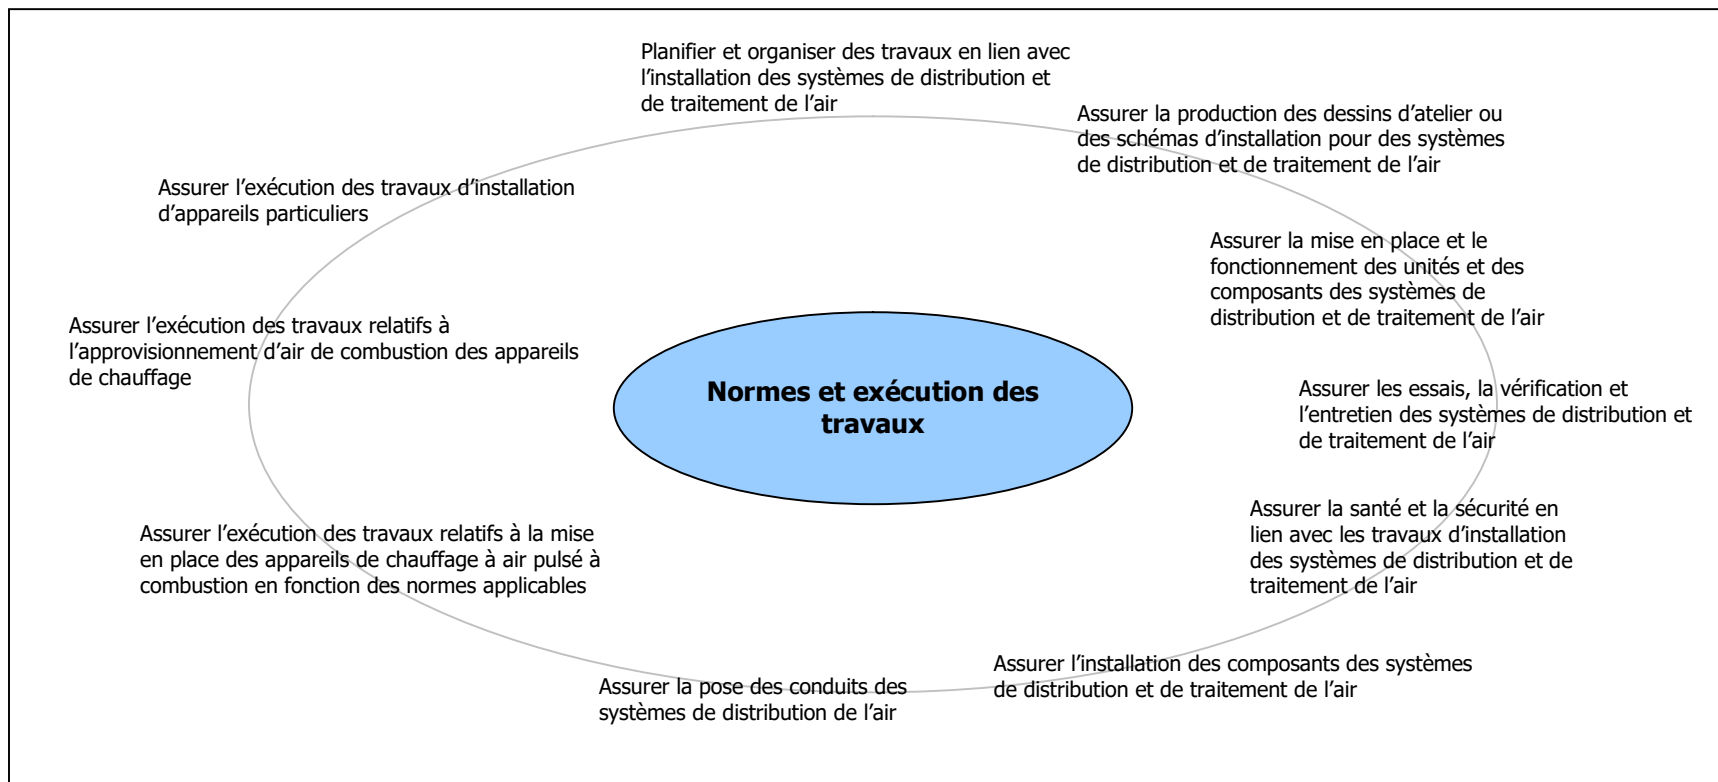 Planifier et organiser des travaux en lien avec
l’installation des systèmes de distribution et
de traitement de l’air
Assurer la production des dessins d’atelier ou
des schémas d’installation pour des systèmes
de distribution et de traitement de l’air
Assurer l’exécution des travaux d’installation
d’appareils particuliers
Assurer la mise en place et le
fonctionnement des unités et des
composants des systèmes de
distribution et de traitement de l’air
Assurer l’exécution des travaux relatifs à
l’approvisionnement d’air de combustion des appareils
de chauffage
Normes et exécution des
travaux
Assurer les essais, la vérification et
l’entretien des systèmes de distribution et
de traitement de l’air
Assurer la santé et la sécurité en
lien avec les travaux d’installation
des systèmes de distribution et de
traitement de l’air
Assurer l’exécution des travaux relatifs à la mise
en place des appareils de chauffage à air pulsé à
combustion en fonction des normes applicables
Assurer l’installation des composants des systèmes
de distribution et de traitement de l’air
Assurer la pose des conduits des
systèmes de distribution de l’air